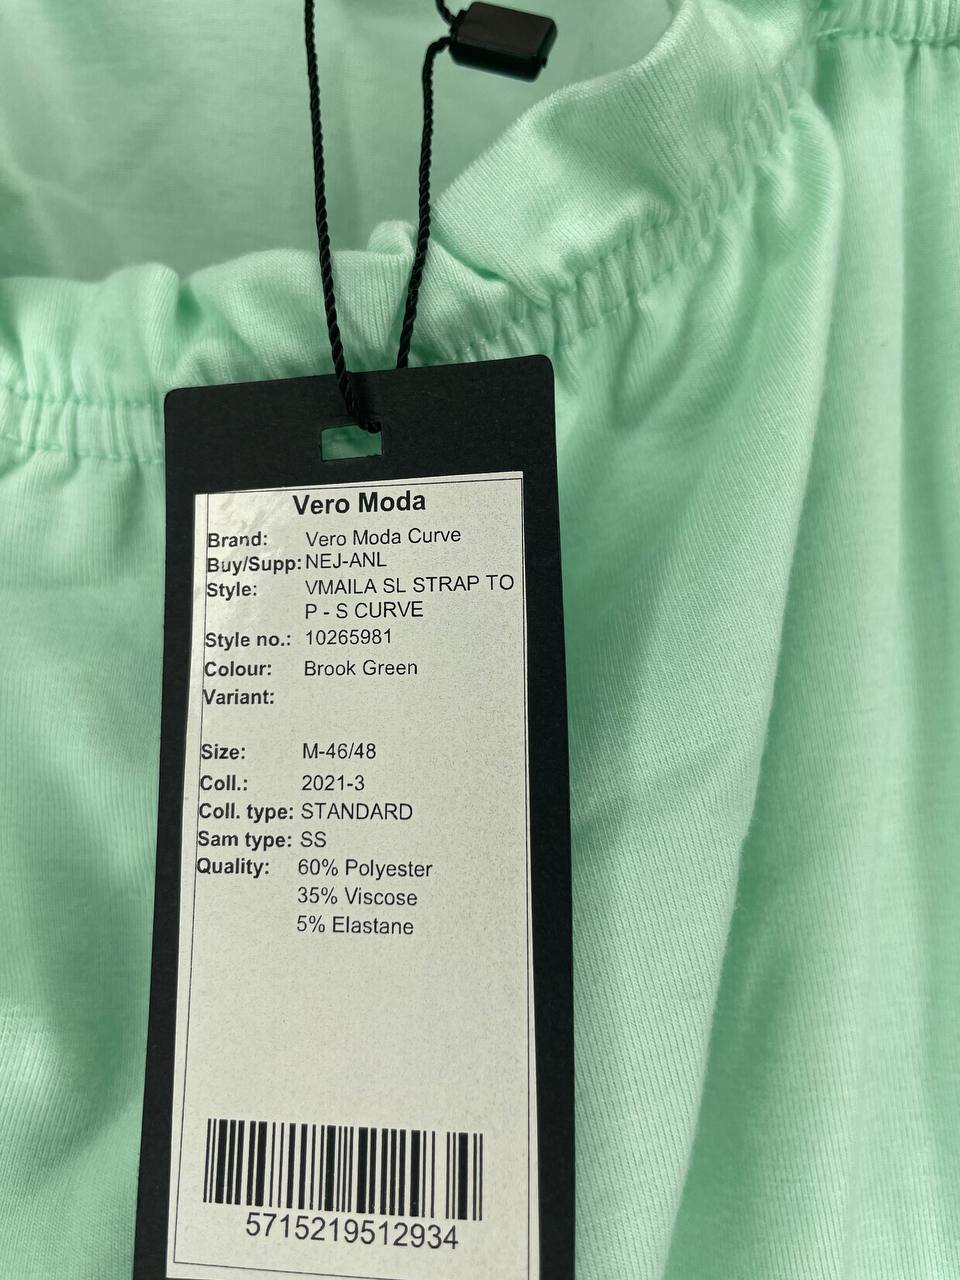 Vero Moda
Brand: Vero Moda Curve
Buy/Supp: NEJ-ANL
Style: VMAILA SL STRAP TO
P - S CURVE
Style no.: 10265981
Colour: Brook Green
Variant:
Size: M-46/48
Coll.: 2021-3
Coll. type: STANDARD
Sam type: SS
Quality: 60% Polyester
35% Viscose
5% Elastane
5715219512934